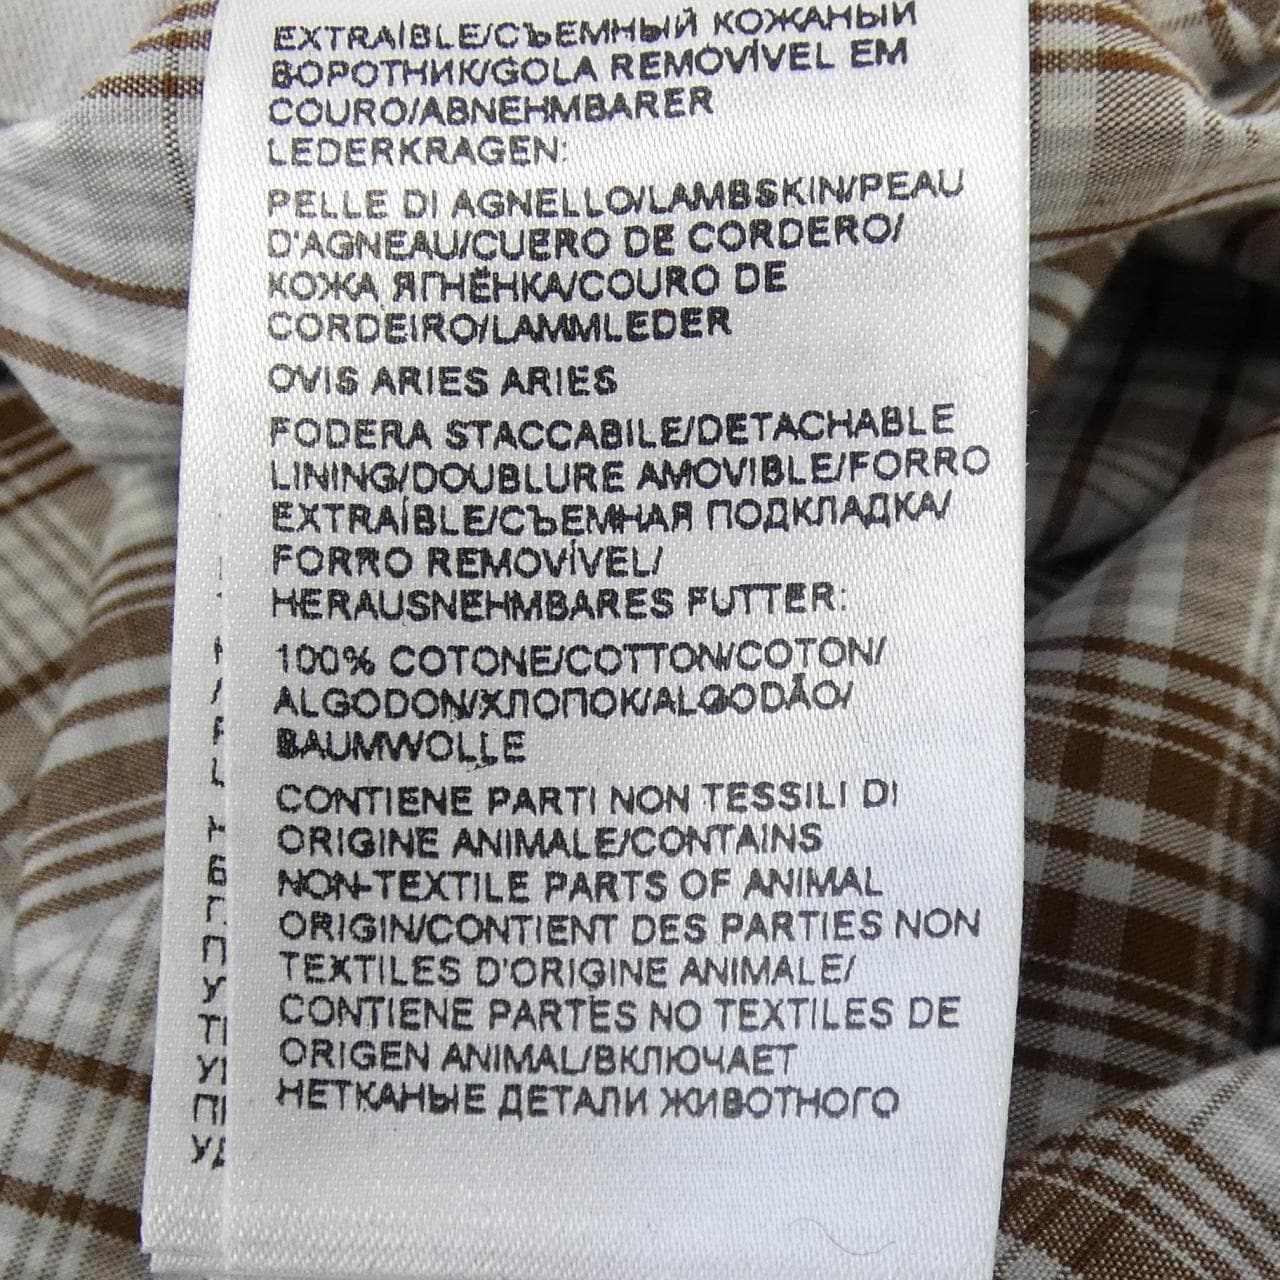 EXTRAÍBLE/СЪЕМНЫЙ КОЖАНЫЙ
ВОРОТНИК/GOLA REMOVÍVEL EM
COURO/ABNEHMBARER
LEDERKRAGEN:
PELLE DI AGNELLO/LAMBSKIN/PEAU
D'AGNEAU/CUERO DE CORDERO/
КОЖА ЯГНЁНКА/COURO DE
CORDEIRO/LAMMLEDER
OVIS ARIES ARIES
FODERA STACCABILE/DETACHABLE
LINING/DOUBLURE AMOVIBLE/FORRO
EXTRAÍBLE/СЪЕМНАЯ ПОДКЛАДКА/
FORRO REMOVÍVEL/
HERAUSNEHMBARES FUTTER:
100% COTONE/COTTON/COTON/
ALGODON/ХЛОПОК/ALGODÃO/
BAUMWOLLE
CONTIENE PARTI NON TESSILI DI
ORIGINE ANIMALE/CONTAINS
NON-TEXTILE PARTS OF ANIMAL
ORIGIN/CONTIENT DES PARTIES NON
TEXTILES D'ORIGINE ANIMALE/
CONTIENE PARTES NO TEXTILES DE
ORIGEN ANIMAL/ВКЛЮЧАЕТ
НЕТКАНЫЕ ДЕТАЛИ ЖИВОТНОГО